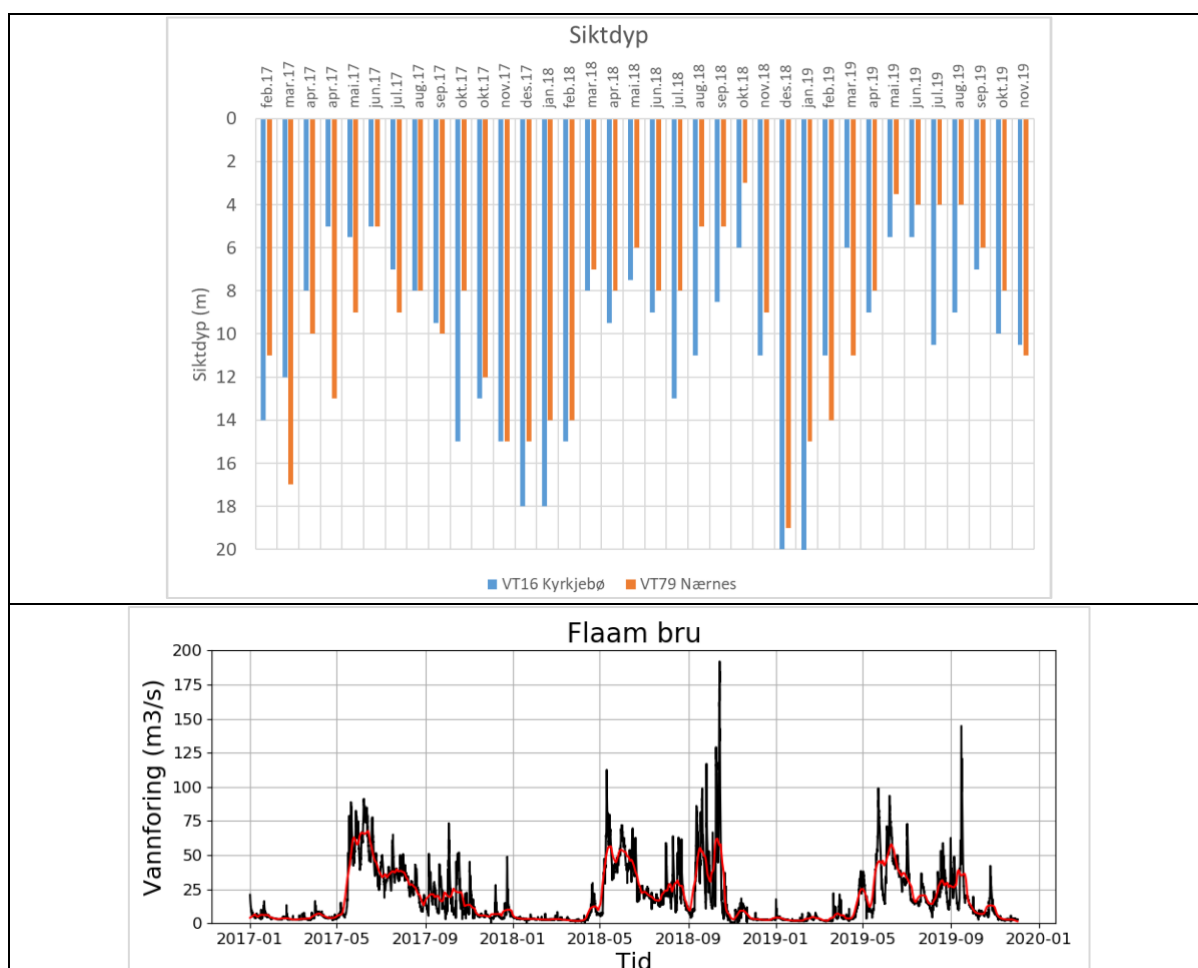 Siktdyp
feb.17 mar.17 apr.17 apr.17 mai.17 jun.17 jul.17 aug.17 sep.17 okt.17 okt.17 nov.17 des.17 jan.18 feb.18 mar.18 apr.18 mai.18 jun.18 jul.18 aug.18 sep.18 okt.18 nov.18 des.18 jan.19 feb.19 mar.19 apr.19 mai.19 jun.19 jul.19 aug.19 sep.19 okt.19 nov.19
0
2
4
6
8
10
12
14
16
18
20
Siktdyp (m)
VT16 Kyrkjebø VT79 Nærnes
Flaam bru
200
175
150
125
100
75
50
25
0
Vannforing (m3/s)
2017-01 2017-05 2017-09 2018-01 2018-05 2018-09 2019-01 2019-05 2019-09 2020-01
Tid